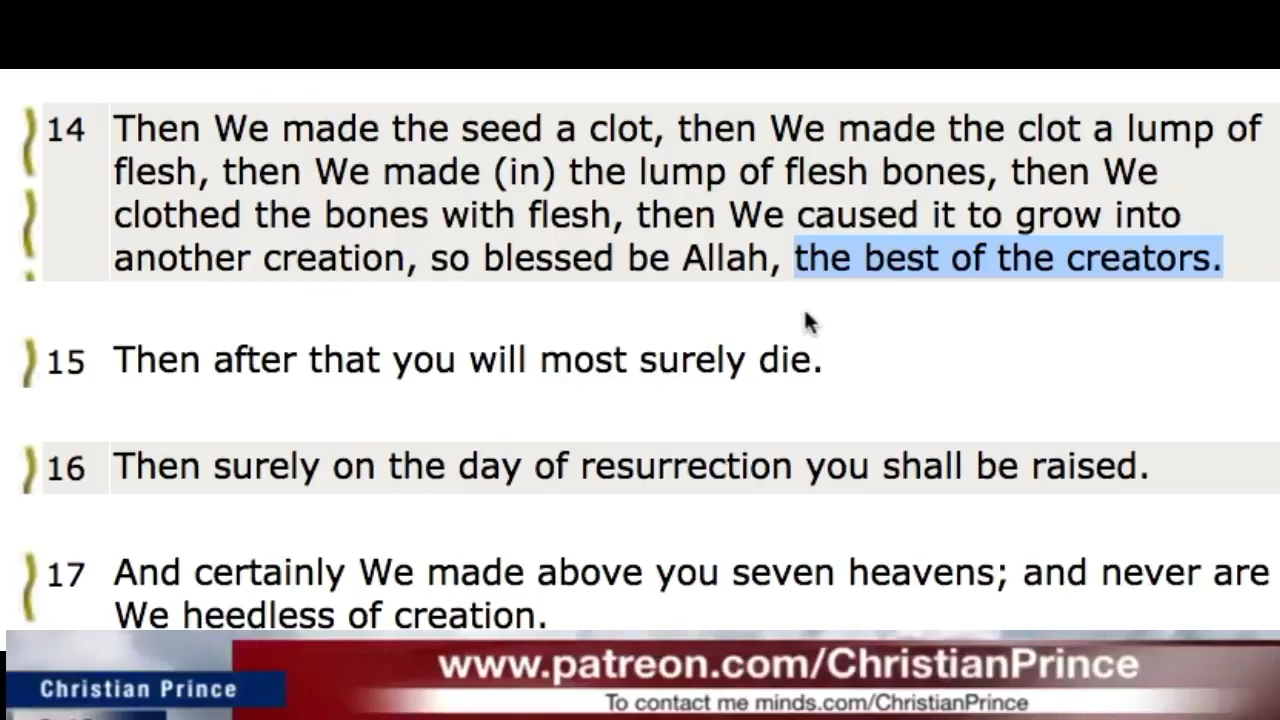 14 Then We made the seed a clot, then We made the clot a lump of
flesh, then We made (in) the lump of flesh bones, then We
clothed the bones with flesh, then We caused it to grow into
another creation, so blessed be Allah, the best of the creators.
15 Then after that you will most surely die.
16 Then surely on the day of resurrection you shall be raised.
17 And certainly We made above you seven heavens; and never are
We heedless of creation.
www.patreon.com/ChristianPrince
Christian Prince
To contact me minds.com/ChristianPrince